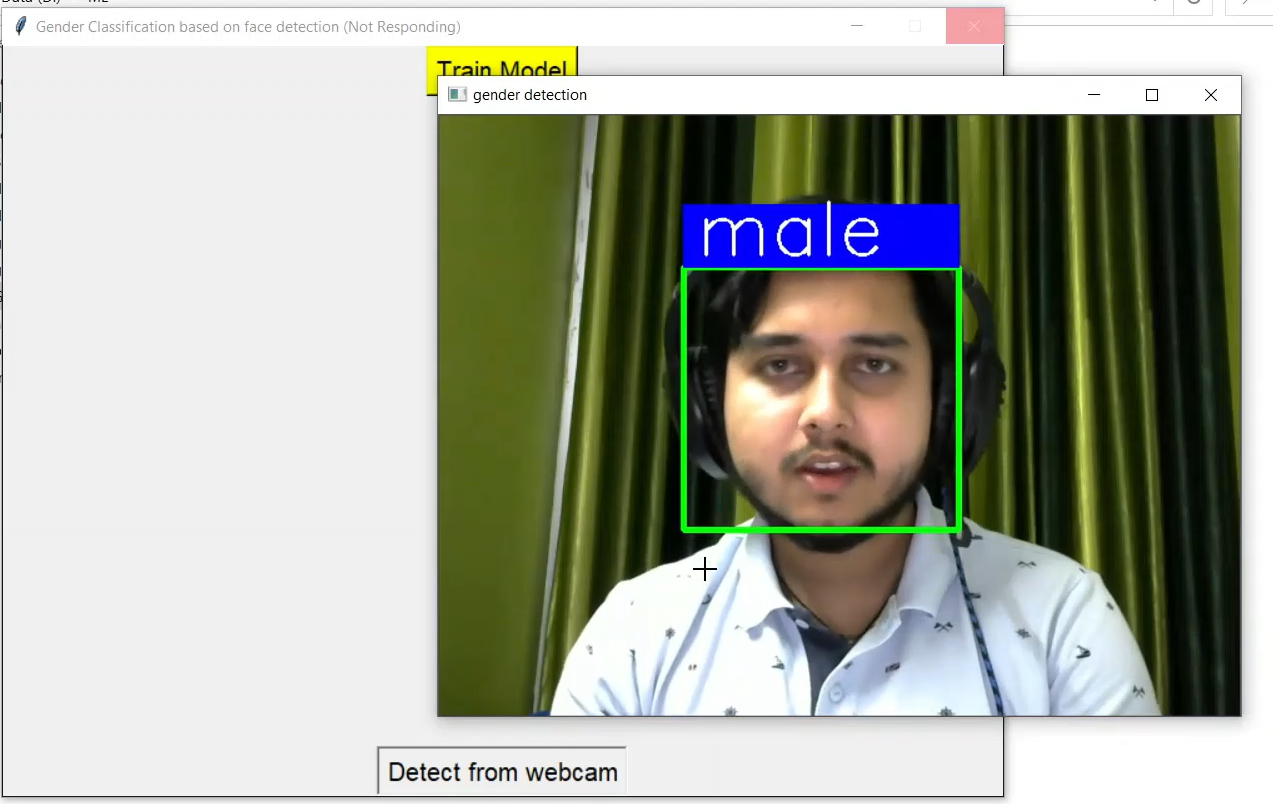 Gender Classification based on face detection (Not Responding)
Train Model
gender detection
male
Detect from webcam